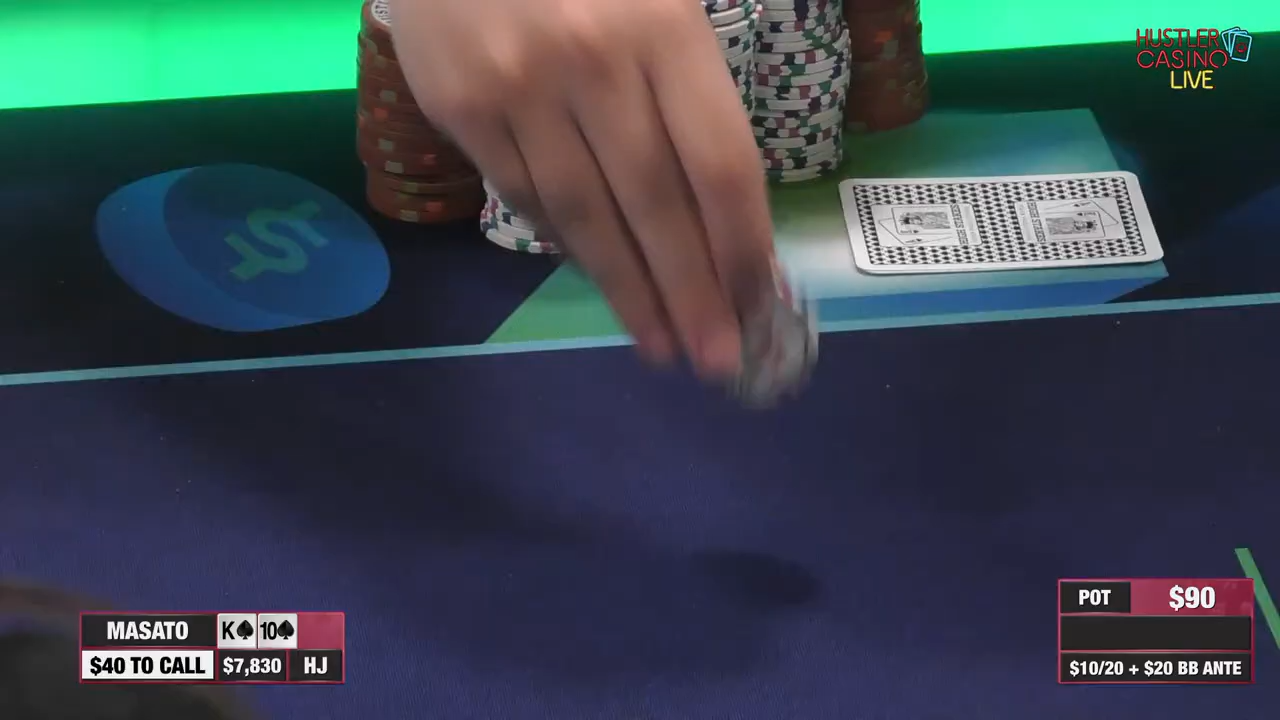 HUSTLER
CASINO
LIVE
$
MASATO K♠ 10♠
$40 TO CALL $7,830 HJ
POT $90
$10/20 + $20 BB ANTE